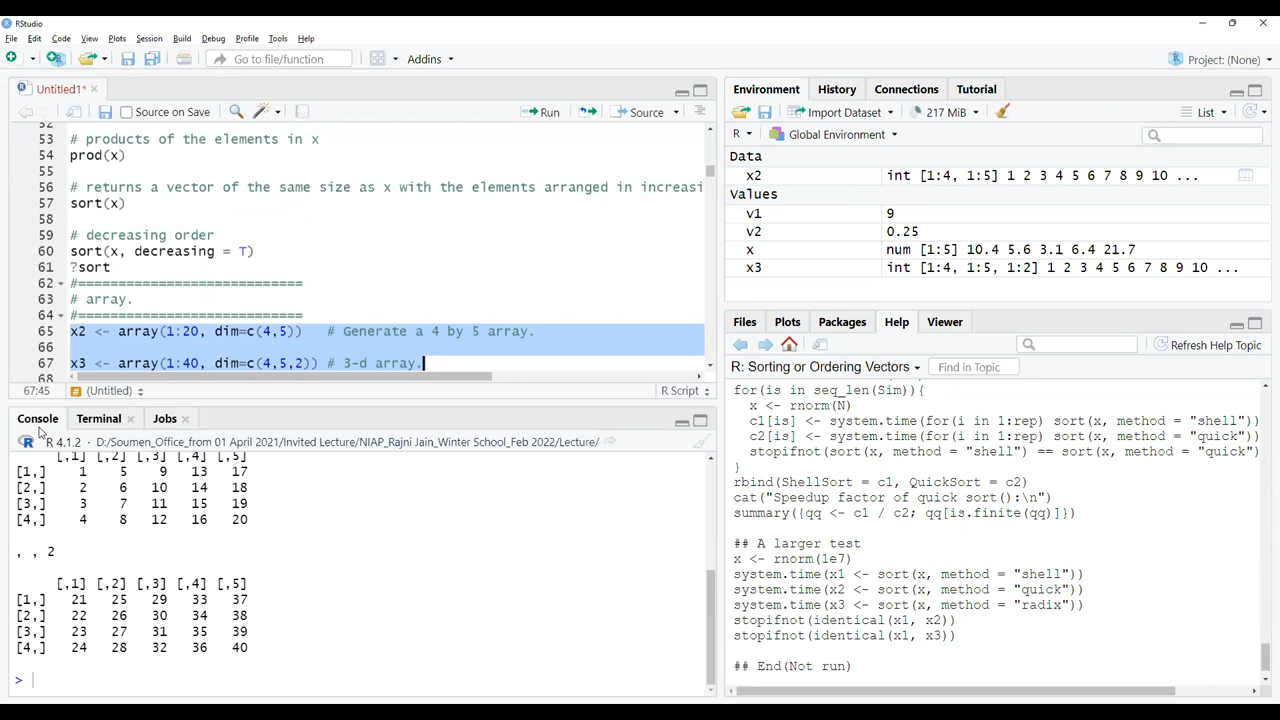 RStudio
File Edit Code View Plots Session Build Debug Profile Tools Help
Go to file/function Addins Project: (None)
Untitled1*
Source on Save Run Source
53 # products of the elements in x
54 prod(x)
55
56 # returns a vector of the same size as x with the elements arranged in increasi
57 sort(x)
58
59 # decreasing order
60 sort(x, decreasing = T)
61 ?sort
62 #============================
63 # array.
64 #============================
65 x2 <- array(1:20, dim=c(4,5)) # Generate a 4 by 5 array.
66
67 x3 <- array(1:40, dim=c(4,5,2)) # 3-d array.
68
67:45 (Untitled) R Script
Console Terminal Jobs
R 4.1.2 · D:/Soumen_Office_from 01 April 2021/Invited Lecture/NIAP_Rajni Jain_Winter School_Feb 2022/Lecture/
[,1] [,2] [,3] [,4] [,5]
[1,] 1 5 9 13 17
[2,] 2 6 10 14 18
[3,] 3 7 11 15 19
[4,] 4 8 12 16 20
, , 2
[,1] [,2] [,3] [,4] [,5]
[1,] 21 25 29 33 37
[2,] 22 26 30 34 38
[3,] 23 27 31 35 39
[4,] 24 28 32 36 40
>
Environment History Connections Tutorial
Import Dataset 217 MiB List
R Global Environment
Data
x2 int [1:4, 1:5] 1 2 3 4 5 6 7 8 9 10 ...
Values
v1 9
v2 0.25
x num [1:5] 10.4 5.6 3.1 6.4 21.7
x3 int [1:4, 1:5, 1:2] 1 2 3 4 5 6 7 8 9 10 ...
Files Plots Packages Help Viewer
Refresh Help Topic
R: Sorting or Ordering Vectors Find in Topic
for(is in seq_len(Sim)){
x <- rnorm(N)
c1[is] <- system.time(for(i in 1:rep) sort(x, method = "shell"))
c2[is] <- system.time(for(i in 1:rep) sort(x, method = "quick"))
stopifnot(sort(x, method = "shell") == sort(x, method = "quick")
}
rbind(ShellSort = c1, QuickSort = c2)
cat("Speedup factor of quick sort():\n")
summary({qq <- c1 / c2; qq[is.finite(qq)]})
## A larger test
x <- rnorm(1e7)
system.time(x1 <- sort(x, method = "shell"))
system.time(x2 <- sort(x, method = "quick"))
system.time(x3 <- sort(x, method = "radix"))
stopifnot(identical(x1, x2))
stopifnot(identical(x1, x3))
## End(Not run)